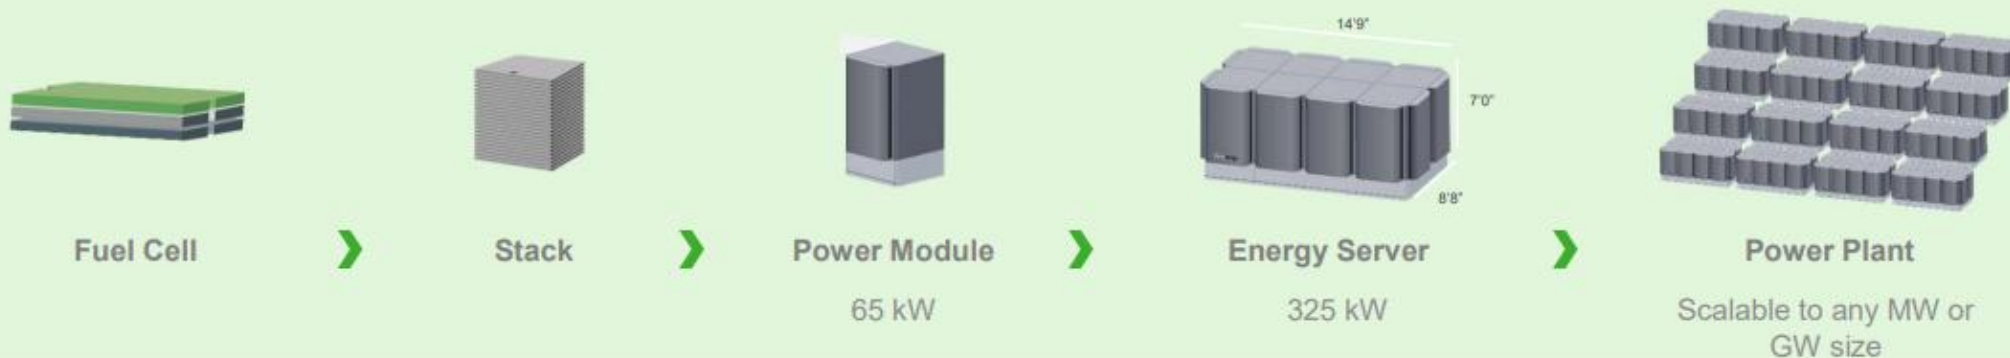 14'9"
7'0"
8'8"
Fuel Cell
Stack
Power Module
Energy Server
Power Plant
65 kW
325 kW
Scalable to any MW or
GW size